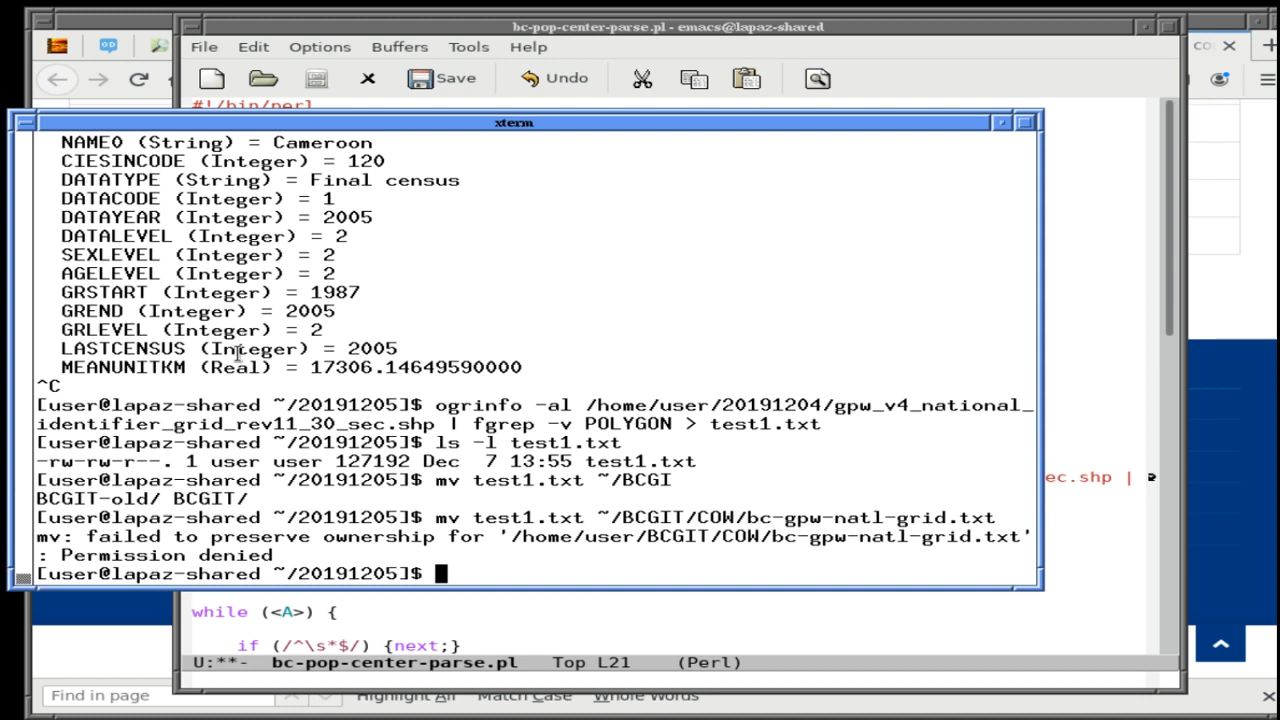 bc-pop-center-parse.pl - emacs@lapaz-shared
File Edit Options Buffers Tools Help
Save Undo
#!/bin/perl
xterm
NAME0 (String) = Cameroon
CIESINCODE (Integer) = 120
DATATYPE (String) = Final census
DATACODE (Integer) = 1
DATAYEAR (Integer) = 2005
DATALEVEL (Integer) = 2
SEXLEVEL (Integer) = 2
AGELEVEL (Integer) = 2
GRSTART (Integer) = 1987
GREND (Integer) = 2005
GRLEVEL (Integer) = 2
LASTCENSUS (Integer) = 2005
MEANUNITKM (Real) = 17306.14649590000
^C
[user@lapaz-shared ~/20191205]$ ogrinfo -al /home/user/20191204/gpw_v4_national_
identifier_grid_rev11_30_sec.shp | fgrep -v POLYGON > test1.txt
[user@lapaz-shared ~/20191205]$ ls -l test1.txt
-rw-rw-r--. 1 user user 127192 Dec  7 13:55 test1.txt
[user@lapaz-shared ~/20191205]$ mv test1.txt ~/BCGI
BCGIT-old/ BCGIT/
[user@lapaz-shared ~/20191205]$ mv test1.txt ~/BCGIT/COW/bc-gpw-natl-grid.txt
mv: failed to preserve ownership for '/home/user/BCGIT/COW/bc-gpw-natl-grid.txt'
: Permission denied
[user@lapaz-shared ~/20191205]$
ec.shp |
while (<A>) {
if (/^\s*$/) {next;}
U:**-  bc-pop-center-parse.pl   Top L21   (Perl)
Find in page Highlight All Match Case Whole Words